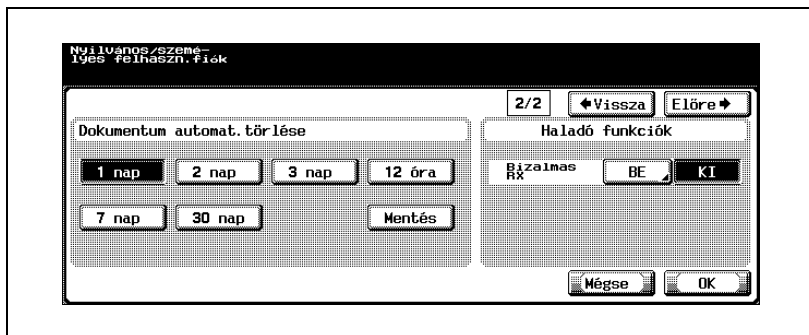 Nyilvános/szemé–
lyes felhaszn.fiók
2/2
Vissza
Előre
Dokumentum automat.törlése
Haladó funkciók
1 nap
2 nap
3 nap
12 óra
Bizalmas
RX
BE
KI
7 nap
30 nap
Mentés
Mégse
OK